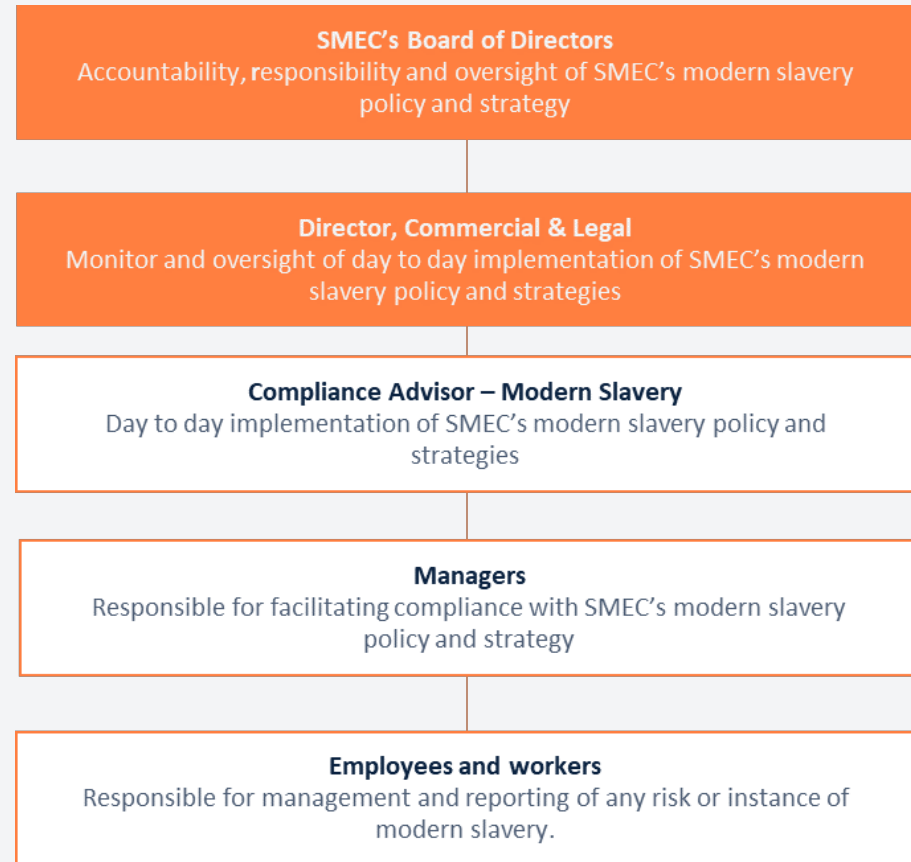 SMEC’s Board of Directors
Accountability, responsibility and oversight of SMEC’s modern slavery
policy and strategy
Director, Commercial & Legal
Monitor and oversight of day to day implementation of SMEC’s modern
slavery policy and strategies
Compliance Advisor – Modern Slavery
Day to day implementation of SMEC’s modern slavery policy and
strategies
Managers
Responsible for facilitating compliance with SMEC’s modern slavery
policy and strategy
Employees and workers
Responsible for management and reporting of any risk or instance of
modern slavery.